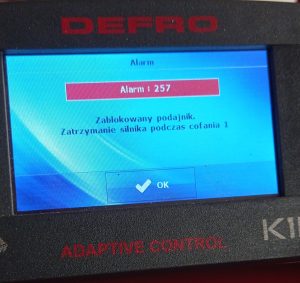 DEFRO
Alarm
Alarm : 257
Zablokowany podajnik.
Zatrzymanie silnika podczas cofania 1
OK
ADAPTIVE CONTROL